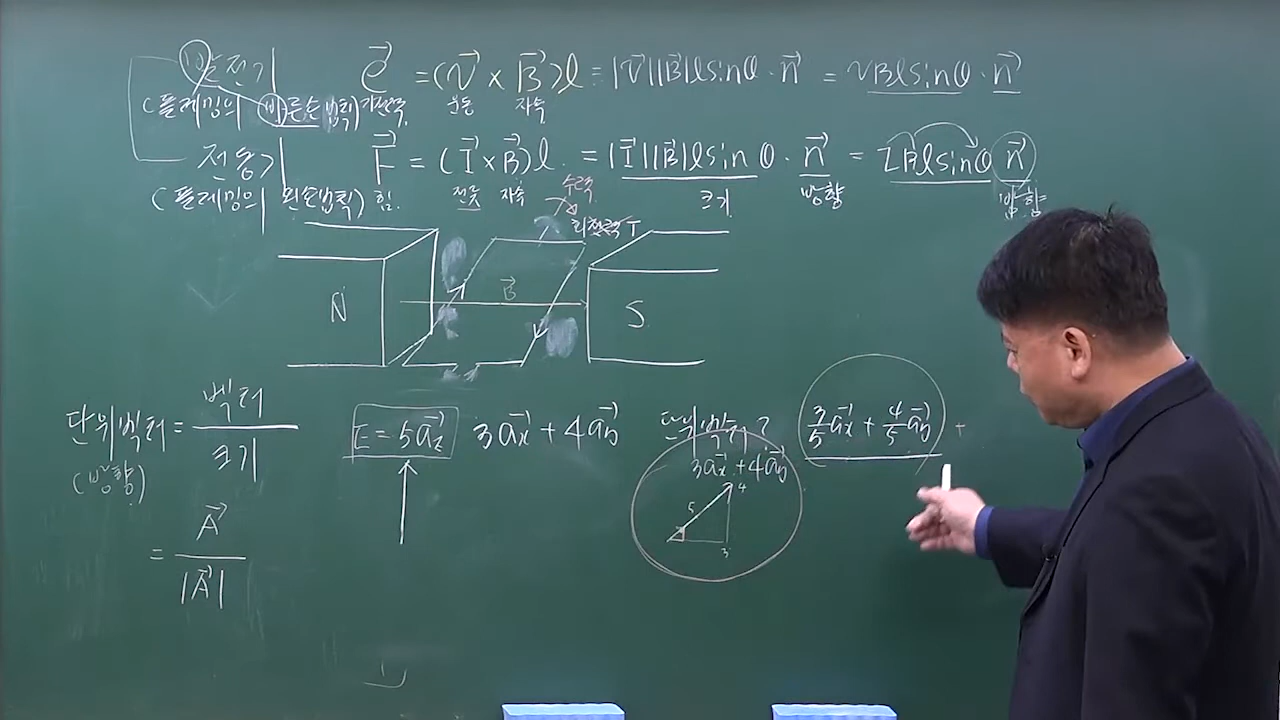 발전기 e⃗ = (v⃗ × B⃗)l = |v⃗||B⃗|l sinθ · n⃗ = vBl sinθ · n⃗
(플레밍의 오른손 법칙) 기전력 운동 자속
전동기 F⃗ = (I⃗ × B⃗)l = |I⃗||B⃗|l sinθ · n⃗ = IBl sinθ n⃗
(플레밍의 왼손법칙) 힘 전류 자속 크기 방향 방향
회전력 T
N B⃗ S
단위벡터 = 벡터 / 크기
(방향)
= A⃗ / |A⃗|
E = 5a⃗z 3a⃗x + 4a⃗y
단위벡터?
3a⃗x + 4a⃗y
5 4
3
3/5 a⃗x + 4/5 a⃗y +